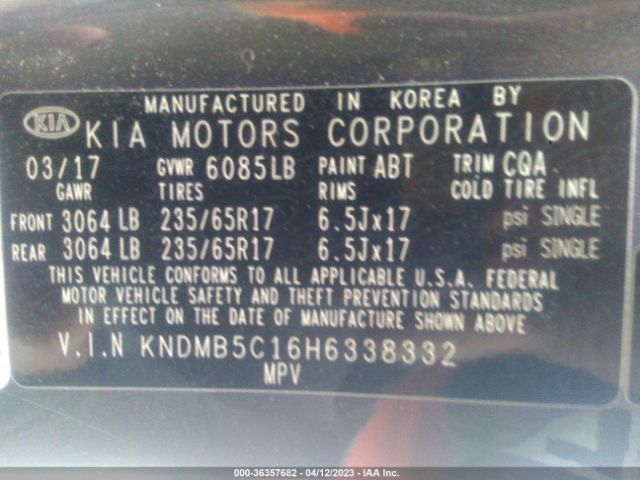 MANUFACTURED IN KOREA BY
KIA KIA MOTORS CORPORATION
03/17 GVWR 6085LB PAINT ABT TRIM CQA
GAWR TIRES RIMS COLD TIRE INFL
FRONT 3064 LB 235/65R17 6.5Jx17 psi SINGLE
REAR 3064 LB 235/65R17 6.5Jx17 psi SINGLE
THIS VEHICLE CONFORMS TO ALL APPLICABLE U.S.A. FEDERAL
MOTOR VEHICLE SAFETY AND THEFT PREVENTION STANDARDS
IN EFFECT ON THE DATE OF MANUFACTURE SHOWN ABOVE
V.I.N KNDMB5C16H6338332
MPV
000-36357682 - 04/12/2023 - IAA Inc.